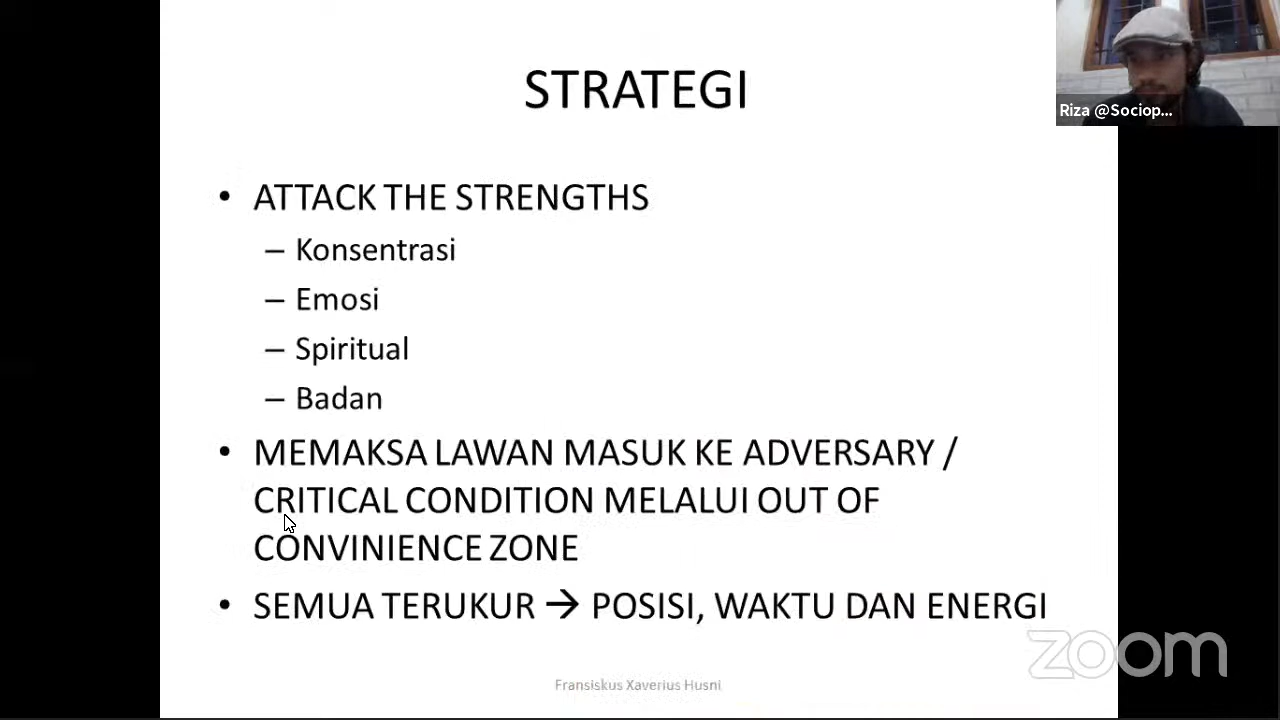 STRATEGI
Riza @Sociop...
• ATTACK THE STRENGTHS
– Konsentrasi
– Emosi
– Spiritual
– Badan
• MEMAKSA LAWAN MASUK KE ADVERSARY /
CRITICAL CONDITION MELALUI OUT OF
CONVINIENCE ZONE
• SEMUA TERUKUR → POSISI, WAKTU DAN ENERGI
zoom
Fransiskus Xaverius Husni